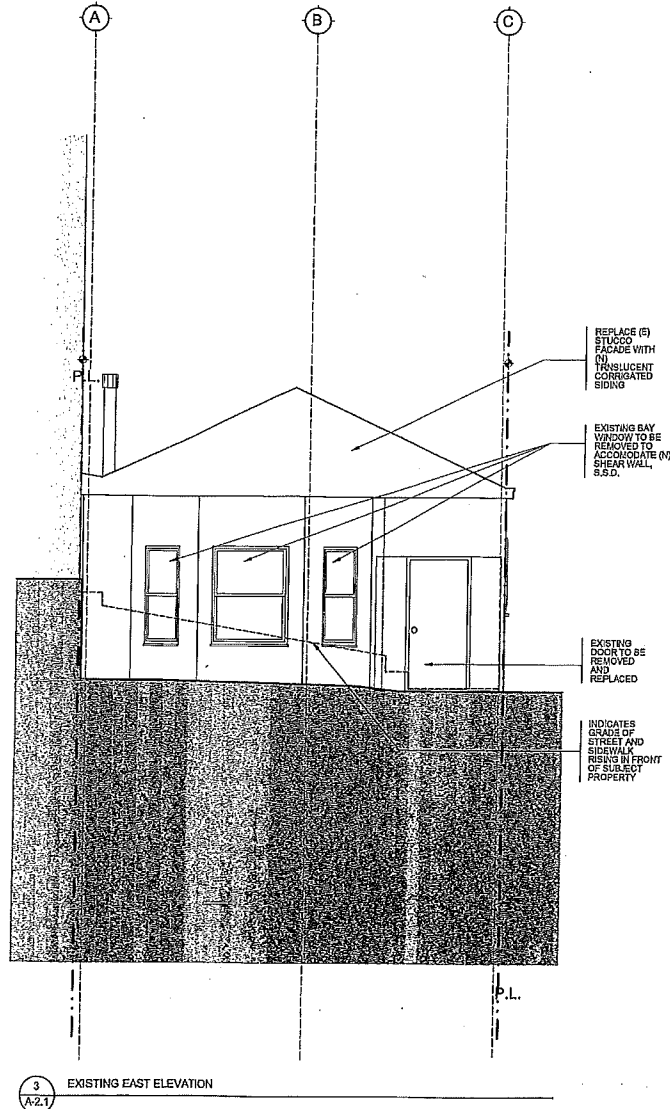 A
B
C
REPLACE (E)
STUCCO
FACADE WITH
(N)
TRNSLUCENT
CORRIGATED
SIDING
P.
EXISTING BAY
WINDOW TO BE
REMOVED TO
ACCOMODATE (N)
SHEAR WALL,
S.S.D.
EXISTING
DOOR TO BE
REMOVED
AND
REPLACED
INDICATES
GRADE OF
STREET AND
SIDEWALK
RISING IN FRONT
OF SUBJECT
PROPERTY
P.L.
3
A-2.1
EXISTING EAST ELEVATION